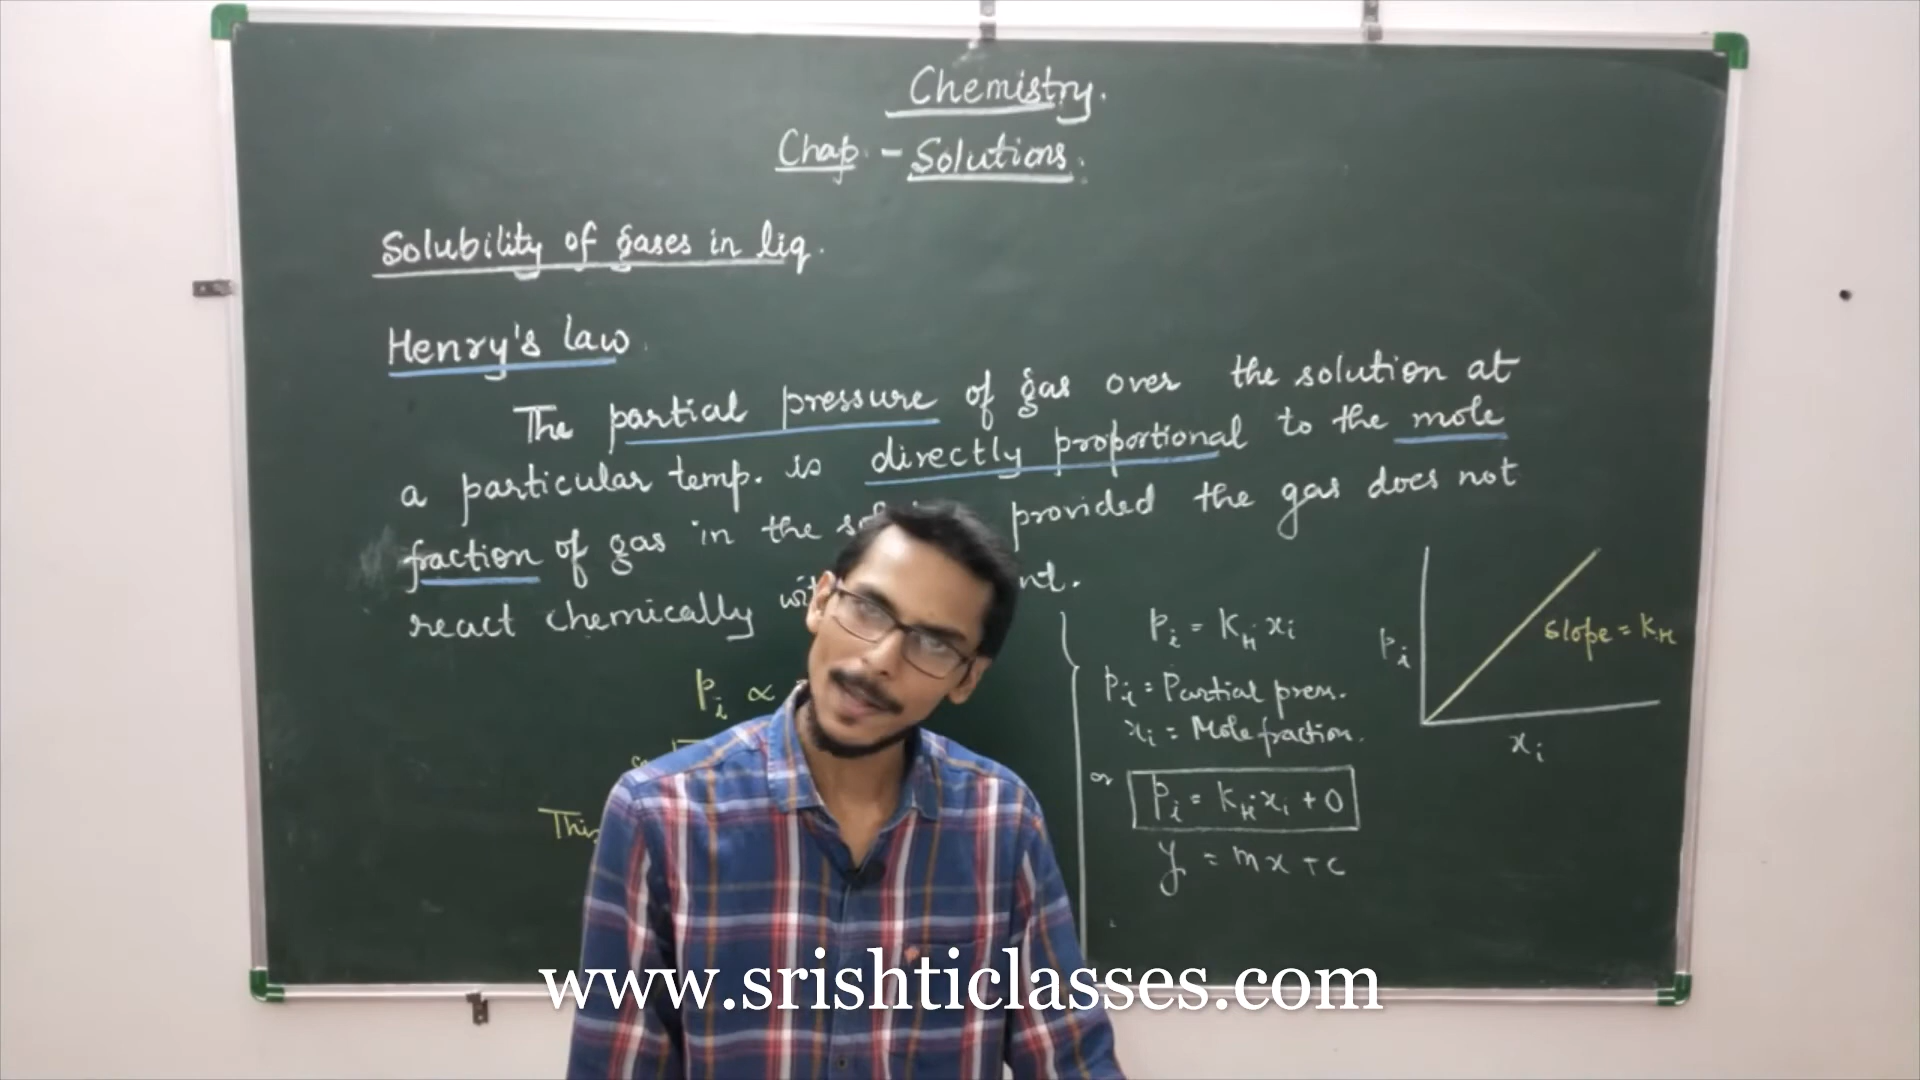 Chemistry.
Chap. - Solutions.
Solubility of gases in liq.
Henry's law
The partial pressure of gas over the solution at
a particular temp. is directly proportional to the mole
fraction of gas in the provided the gas does not
react chemically
Pi ∝
Pi = KH xi
Pi = Partial press.
xi = Mole fraction.
or Pi = KH xi + 0
y = mx + c
Pi
slope = KH
xi
www.srishticlasses.com